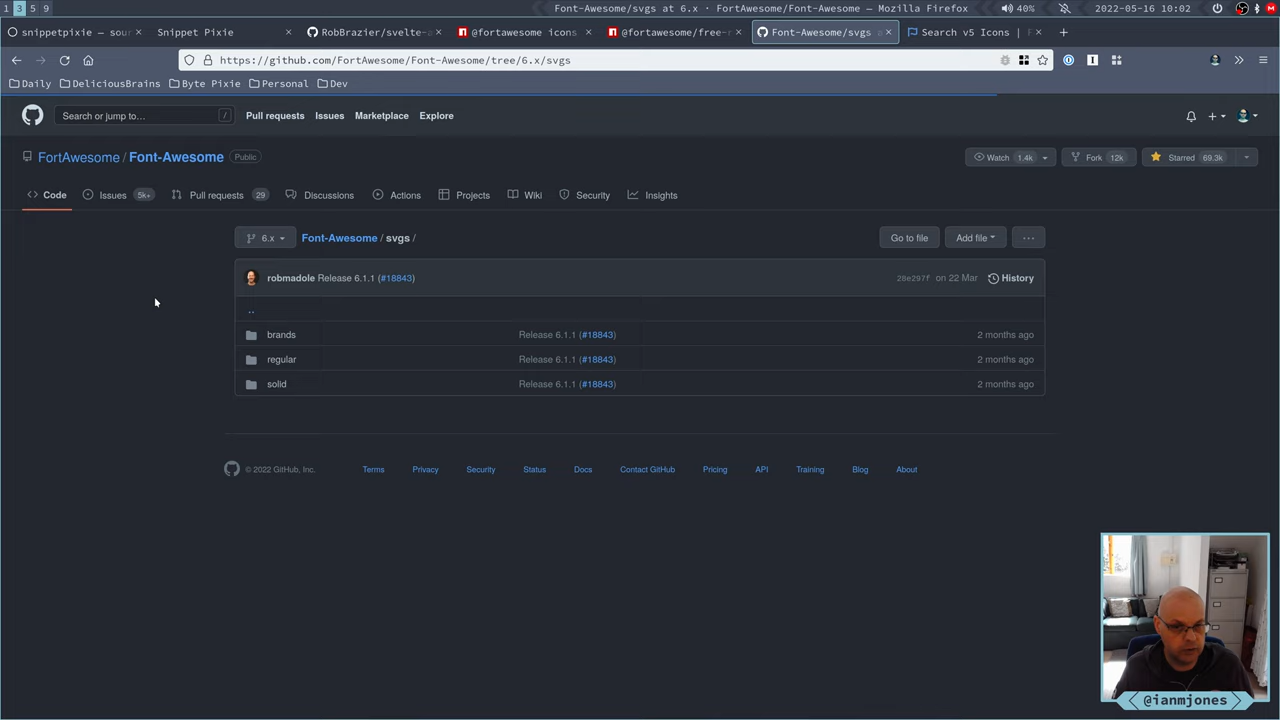 1 3 5 9
Font-Awesome/svgs at 6.x · FortAwesome/Font-Awesome — Mozilla Firefox
40%
2022-05-16 10:02
snippetpixie — sour
Snippet Pixie
RobBrazier/svelte-a
@fortawesome icons
@fortawesome/free-r
Font-Awesome/svgs a
Search v5 Icons | F
https://github.com/FortAwesome/Font-Awesome/tree/6.x/svgs
Daily
DeliciousBrains
Byte Pixie
Personal
Dev
Search or jump to…
/
Pull requests
Issues
Marketplace
Explore
FortAwesome / Font-Awesome
Public
Watch 1.4k
Fork 12k
Starred 69.3k
Code
Issues 5k+
Pull requests 29
Discussions
Actions
Projects
Wiki
Security
Insights
6.x
Font-Awesome / svgs /
Go to file
Add file
...
robmadole Release 6.1.1 (#18843)
28e297f on 22 Mar
History
..
brands Release 6.1.1 (#18843) 2 months ago
regular Release 6.1.1 (#18843) 2 months ago
solid Release 6.1.1 (#18843) 2 months ago
© 2022 GitHub, Inc.
Terms
Privacy
Security
Status
Docs
Contact GitHub
Pricing
API
Training
Blog
About
@ianmjones